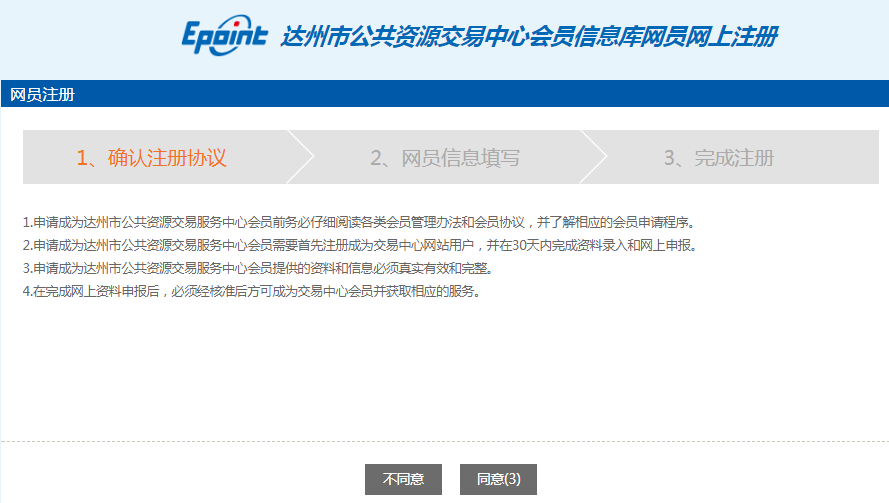 Epoint 达州市公共资源交易中心会员信息库网员网上注册
网员注册
1、确认注册协议 2、网员信息填写 3、完成注册
1.申请成为达州市公共资源交易服务中心会员前务必仔细阅读各类会员管理办法和会员协议，并了解相应的会员申请程序。
2.申请成为达州市公共资源交易服务中心会员需要首先注册成为交易中心网站用户，并在30天内完成资料录入和网上申报。
3.申请成为达州市公共资源交易服务中心会员提供的资料和信息必须真实有效和完整。
4.在完成网上资料申报后，必须经核准后方可成为交易中心会员并获取相应的服务。
不同意 同意(3)